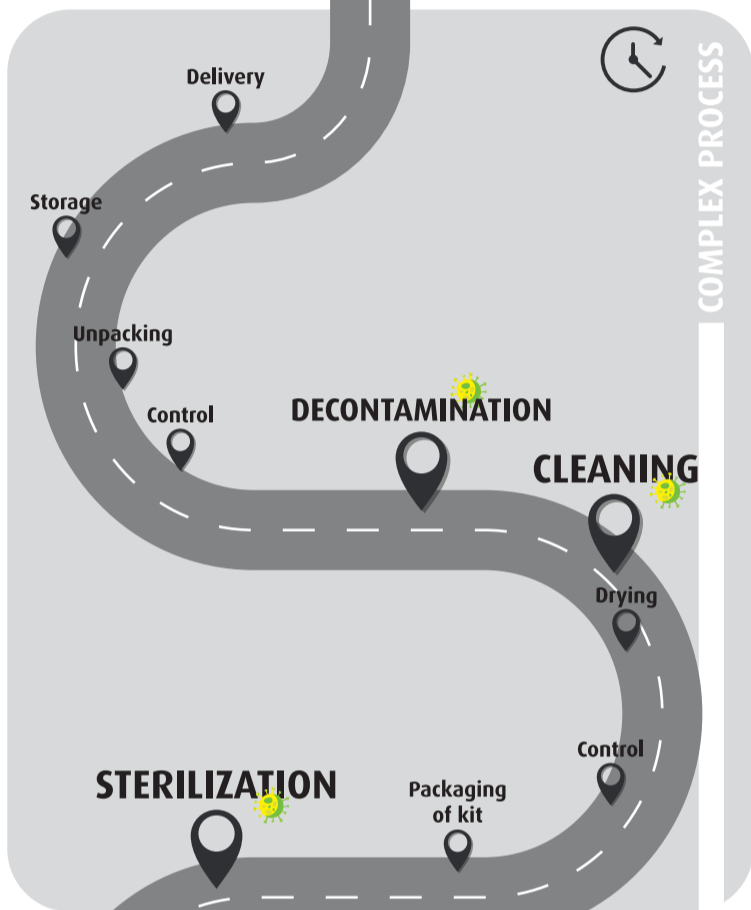 COMPLEX PROCESS
Delivery
Storage
Unpacking
Control
DECONTAMINATION
CLEANING
Drying
Control
Packaging
of kit
STERILIZATION